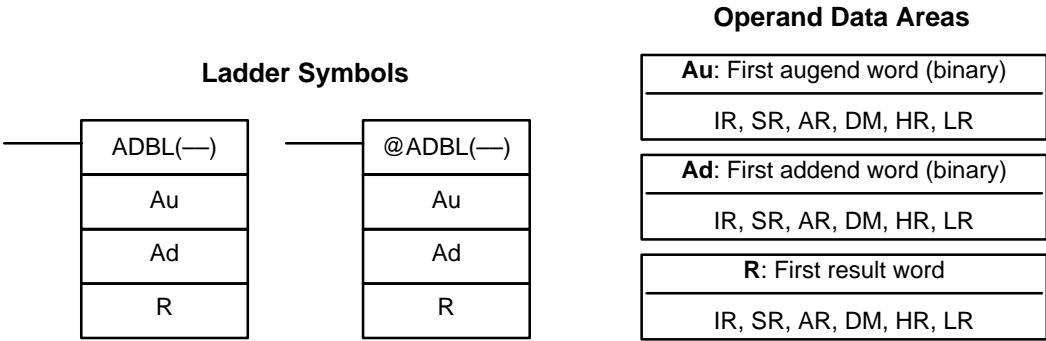 Ladder Symbols
ADBL(––)
Au
Ad
R
@ADBL(––)
Au
Ad
R
Operand Data Areas
Au: First augend word (binary)
IR, SR, AR, DM, HR, LR
Ad: First addend word (binary)
IR, SR, AR, DM, HR, LR
R: First result word
IR, SR, AR, DM, HR, LR